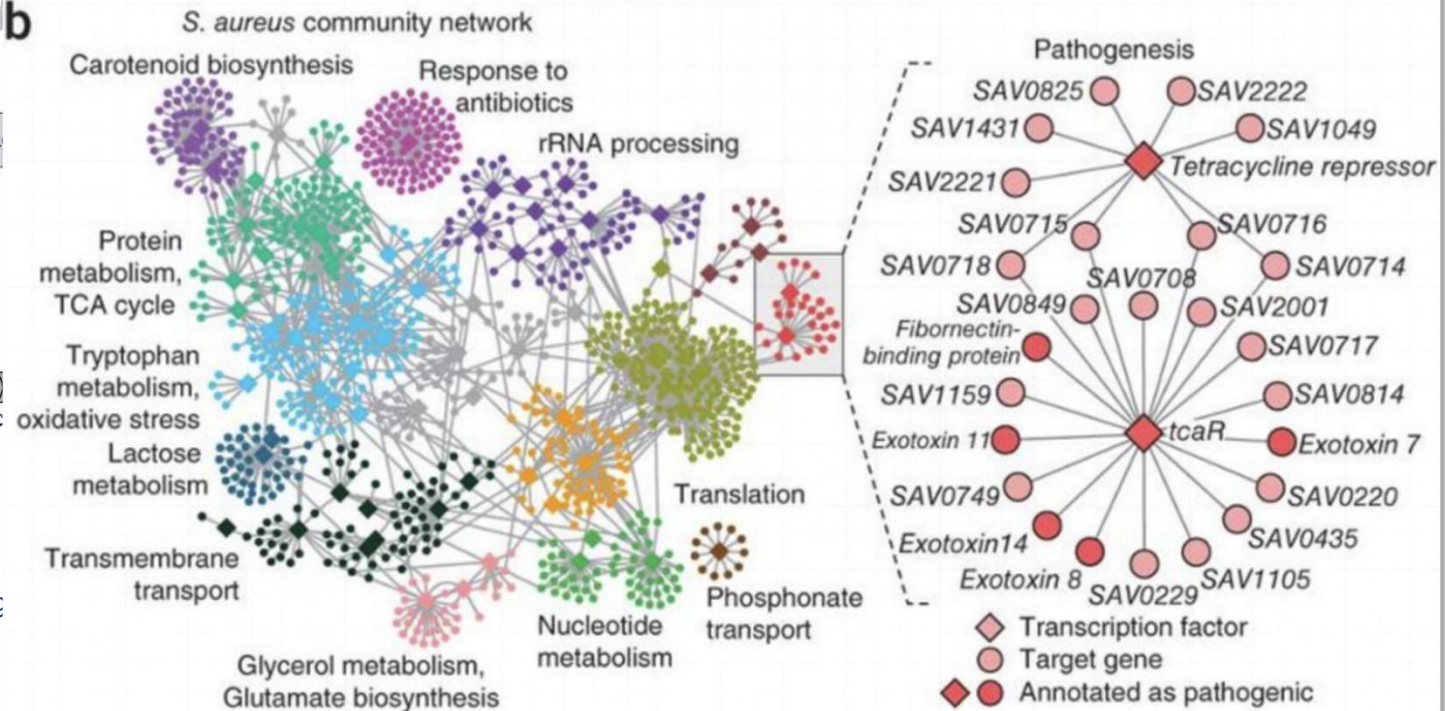 b
S. aureus community network
Carotenoid biosynthesis
Response to
antibiotics
rRNA processing
Protein
metabolism,
TCA cycle
Tryptophan
metabolism,
oxidative stress
Lactose
metabolism
Transmembrane
transport
Glycerol metabolism,
Glutamate biosynthesis
Nucleotide
metabolism
Translation
Phosphonate
transport
Pathogenesis
SAV0825
SAV2222
SAV1431
SAV1049
Tetracycline repressor
SAV2221
SAV0715
SAV0716
SAV0718
SAV0714
SAV0708
SAV0849
SAV2001
Fibornectin-
binding protein
SAV0717
SAV1159
SAV0814
Exotoxin 11
tcaR
Exotoxin 7
SAV0749
SAV0220
Exotoxin14
SAV0435
Exotoxin 8
SAV1105
SAV0229
Transcription factor
Target gene
Annotated as pathogenic